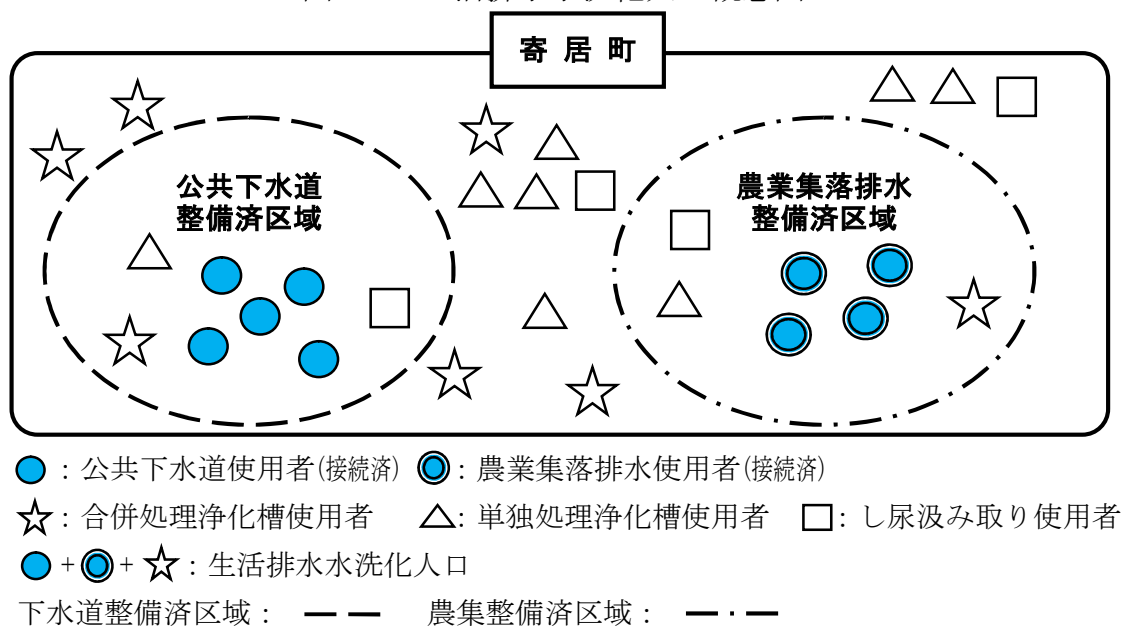 寄居町
公共下水道
整備済区域
農業集落排水
整備済区域
：公共下水道使用者(接続済) ：農業集落排水使用者(接続済)
☆：合併処理浄化槽使用者 △：単独処理浄化槽使用者 □：し尿汲み取り使用者
+ + ☆：生活排水水洗化人口
下水道整備済区域： 農集整備済区域：